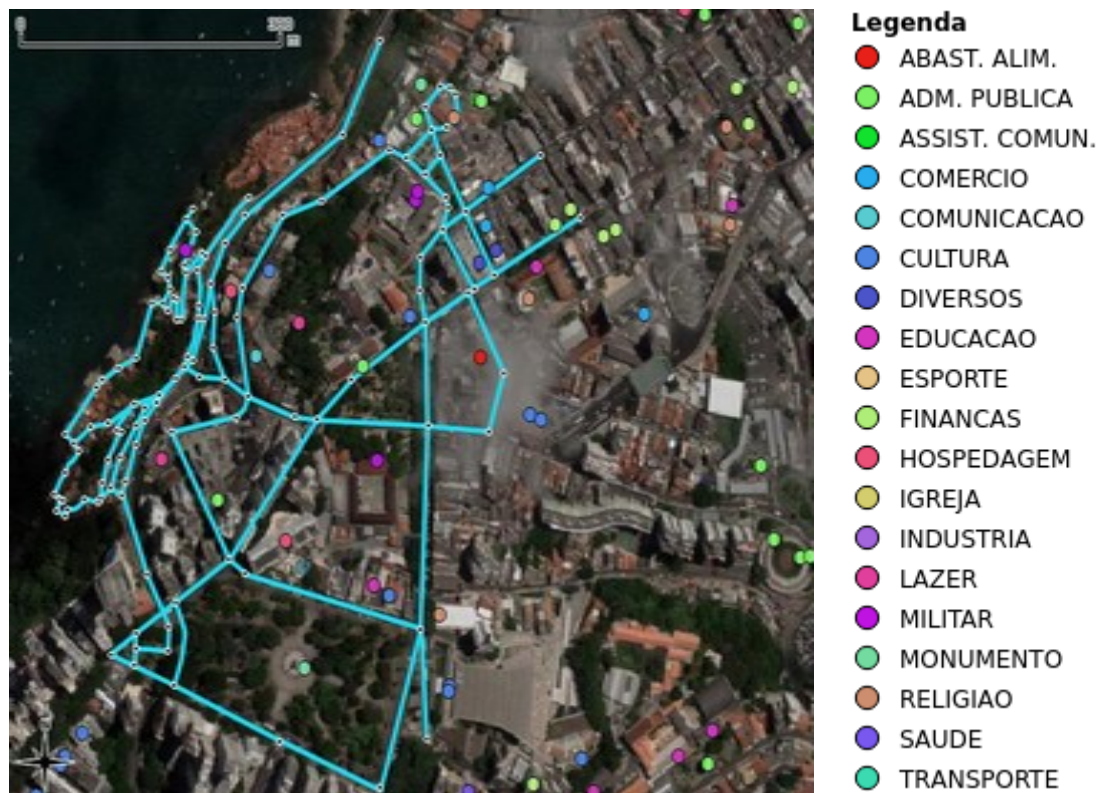 0
m
Legenda
ABAST. ALIM.
ADM. PUBLICA
ASSIST. COMUN.
COMERCIO
COMUNICACAO
CULTURA
DIVERSOS
EDUCACAO
ESPORTE
FINANCAS
HOSPEDAGEM
IGREJA
INDUSTRIA
LAZER
MILITAR
MONUMENTO
RELIGIAO
SAUDE
TRANSPORTE